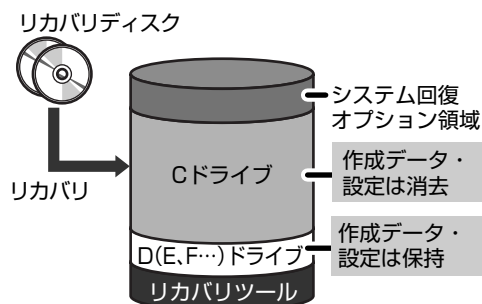 リカバリディスク
システム回復
オプション領域
リカバリ
Cドライブ
作成データ・
設定は消去
D(E、F…)ドライブ
作成データ・
設定は保持
リカバリツール